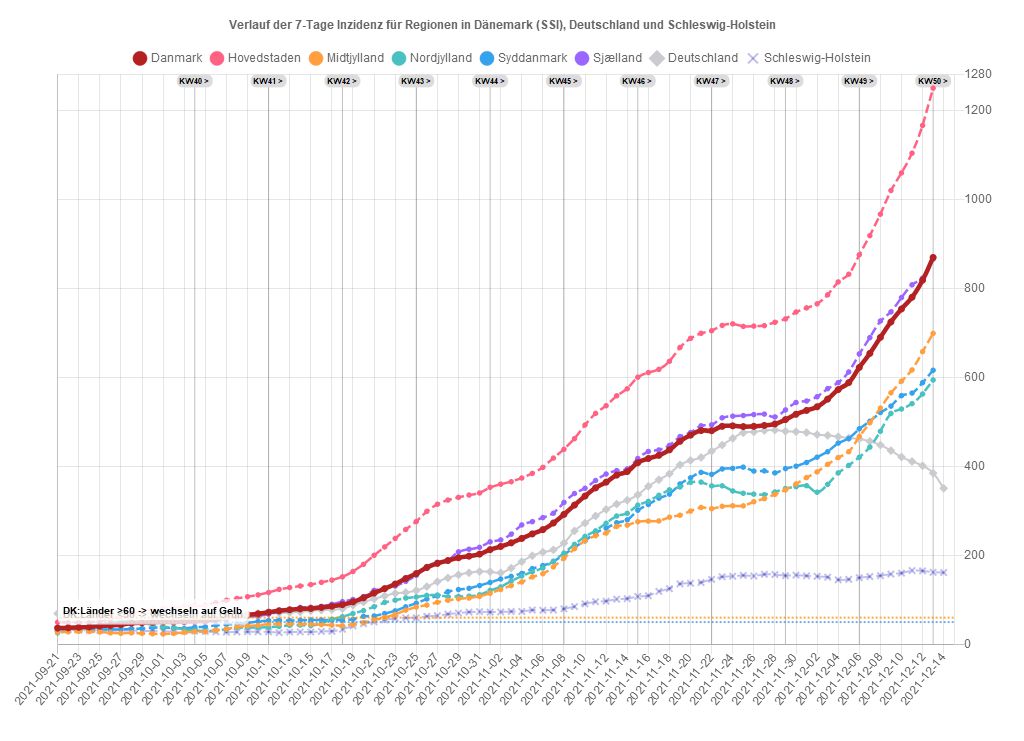 Verlauf der 7-Tage Inzidenz für Regionen in Dänemark (SSI), Deutschland und Schleswig-Holstein
Danmark Hovedstaden Midtjylland Nordjylland Syddanmark Sjælland Deutschland Schleswig-Holstein
KW40 > KW41 > KW42 > KW43 > KW44 > KW45 > KW46 > KW47 > KW48 > KW49 > KW50 >
1280
1200
1000
800
600
400
200
0
DK:Länder >60 -> wechseln auf Gelb
2021-09-21 2021-09-23 2021-09-25 2021-09-27 2021-09-29 2021-10-01 2021-10-03 2021-10-05 2021-10-07 2021-10-09 2021-10-11 2021-10-13 2021-10-15 2021-10-17 2021-10-19 2021-10-21 2021-10-23 2021-10-25 2021-10-27 2021-10-29 2021-10-31 2021-11-02 2021-11-04 2021-11-06 2021-11-08 2021-11-10 2021-11-12 2021-11-14 2021-11-16 2021-11-18 2021-11-20 2021-11-22 2021-11-24 2021-11-26 2021-11-28 2021-11-30 2021-12-02 2021-12-04 2021-12-06 2021-12-08 2021-12-10 2021-12-12 2021-12-14